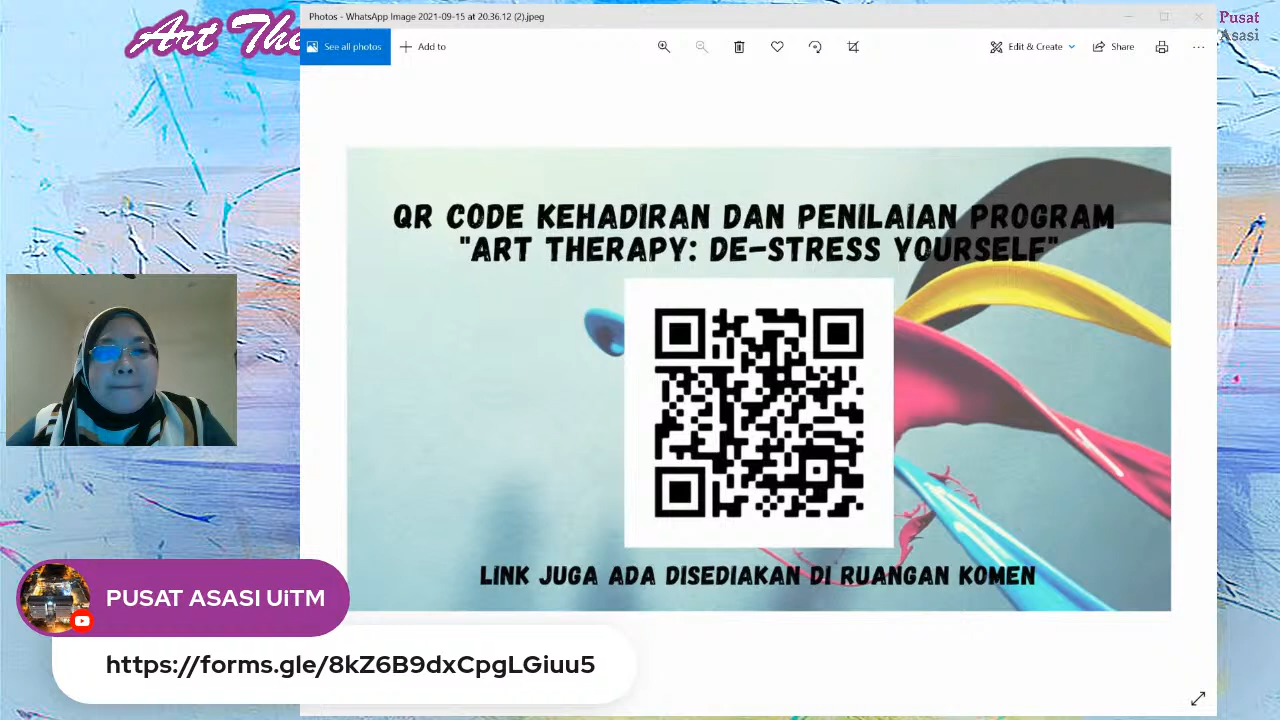 Art The
Photos - WhatsApp Image 2021-09-15 at 20.36.12 (2).jpeg
Pusat
Asasi
See all photos
Add to
Edit & Create
Share
QR CODE KEHADIRAN DAN PENILAIAN PROGRAM
"ART THERAPY: DE-STRESS YOURSELF"
LINK JUGA ADA DISEDIAKAN DI RUANGAN KOMEN
PUSAT ASASI UiTM
https://forms.gle/8kZ6B9dxCpgLGiuu5